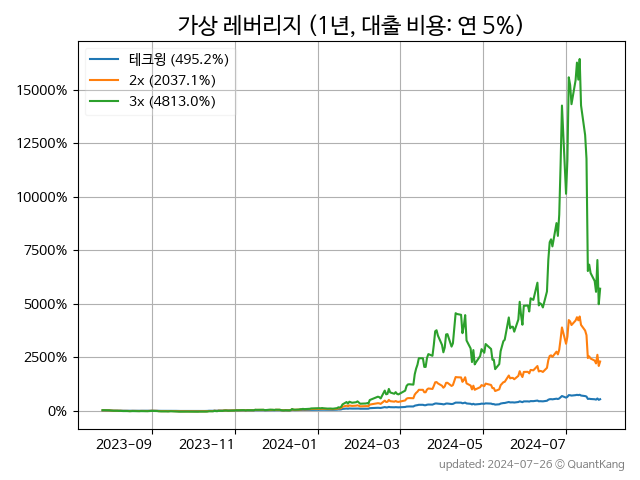 가상 레버리지 (1년, 대출 비용: 연 5%)
테크윙 (495.2%)
2x (2037.1%)
3x (4813.0%)
15000%
12500%
10000%
7500%
5000%
2500%
0%
2023-09
2023-11
2024-01
2024-03
2024-05
2024-07
updated: 2024-07-26 © QuantKang